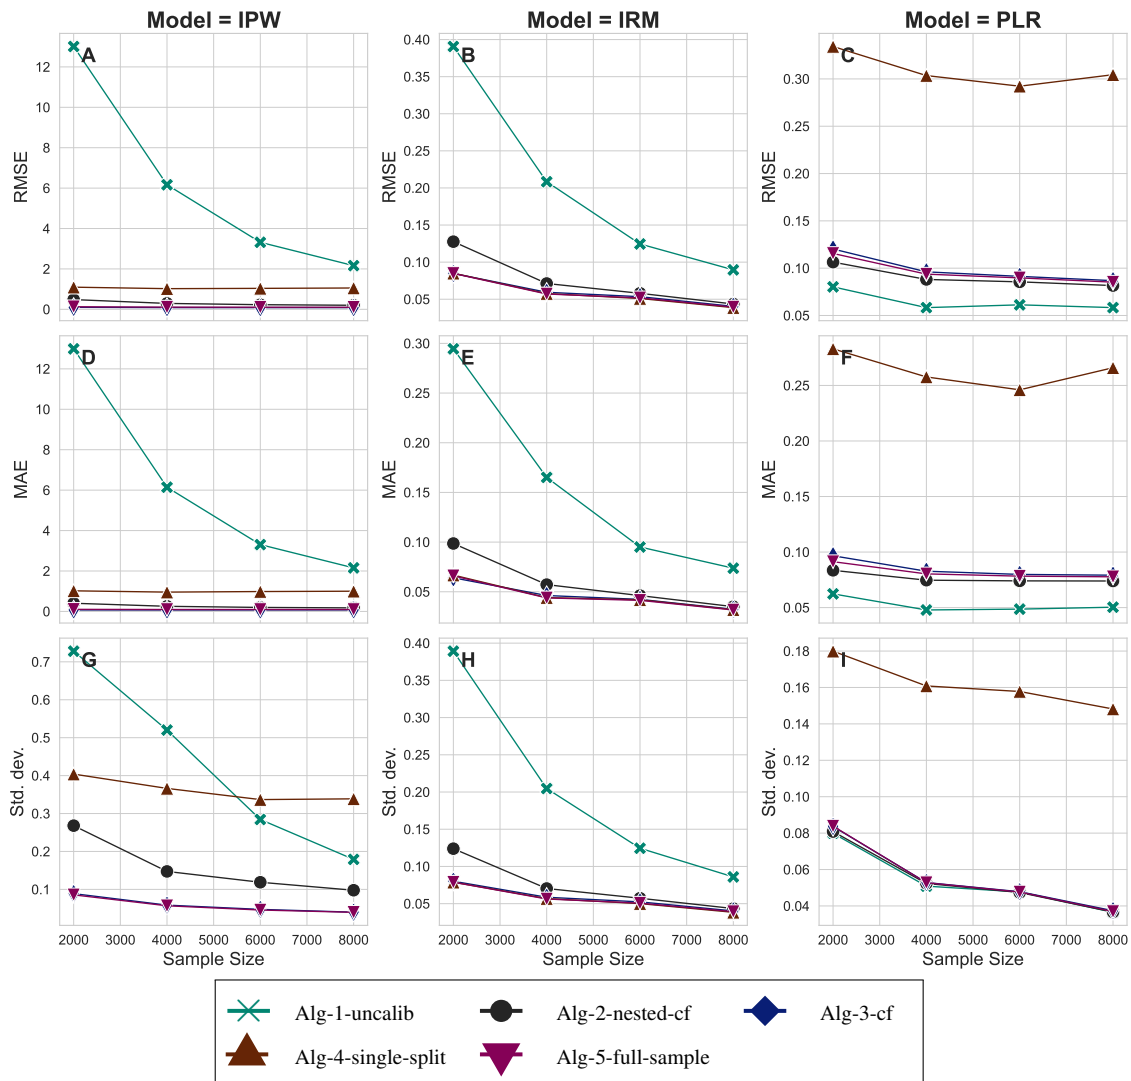 Model = IPW Model = IRM Model = PLR
A B C
RMSE RMSE RMSE
12 10 8 6 4 2 0
0.40 0.35 0.30 0.25 0.20 0.15 0.10 0.05
0.30 0.25 0.20 0.15 0.10 0.05
D E F
MAE MAE MAE
12 10 8 6 4 2 0
0.30 0.25 0.20 0.15 0.10 0.05
0.25 0.20 0.15 0.10 0.05
G H I
Std. dev. Std. dev. Std. dev.
0.7 0.6 0.5 0.4 0.3 0.2 0.1
0.40 0.35 0.30 0.25 0.20 0.15 0.10 0.05
0.18 0.16 0.14 0.12 0.10 0.08 0.06 0.04
2000 3000 4000 5000 6000 7000 8000 2000 3000 4000 5000 6000 7000 8000 2000 3000 4000 5000 6000 7000 8000
Sample Size Sample Size Sample Size
Alg-1-uncalib Alg-2-nested-cf Alg-3-cf
Alg-4-single-split Alg-5-full-sample